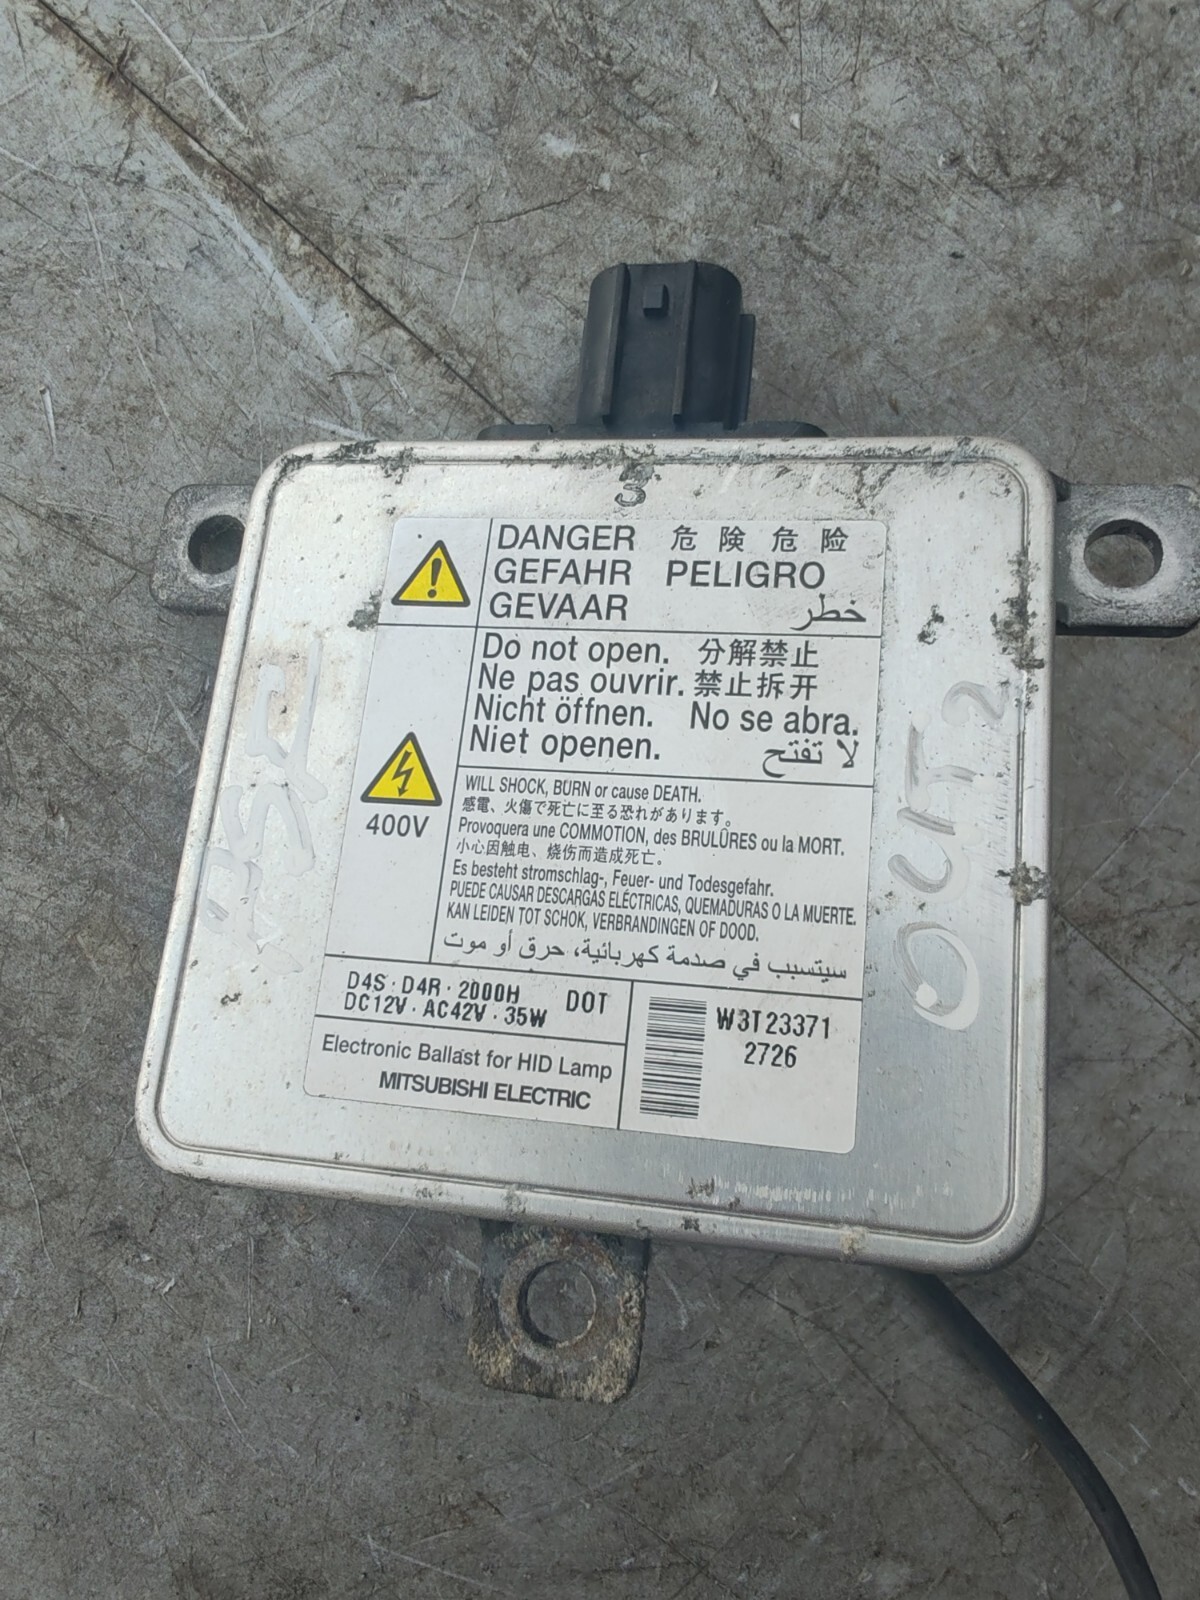 3
DANGER 危険 危险
GEFAHR PELIGRO
GEVAAR خطر
Do not open. 分解禁止
Ne pas ouvrir. 禁止拆开
Nicht öffnen. No se abra.
Niet openen. لا تفتح
400V
WILL SHOCK, BURN or cause DEATH.
感電、火傷で死亡に至る恐れがあります。
Provoquera une COMMOTION, des BRULÛRES ou la MORT.
小心因触电、烧伤而造成死亡。
Es besteht stromschlag-, Feuer- und Todesgefahr.
PUEDE CAUSAR DESCARGAS ELÉCTRICAS, QUEMADURAS O LA MUERTE.
KAN LEIDEN TOT SCHOK, VERBRANDINGEN OF DOOD.
سيتسبب في صدمة كهربائية، حرق أو موت
D4S · D4R · 2000H DOT
DC12V · AC42V · 35W
Electronic Ballast for HID Lamp
MITSUBISHI ELECTRIC
W3T23371
2726